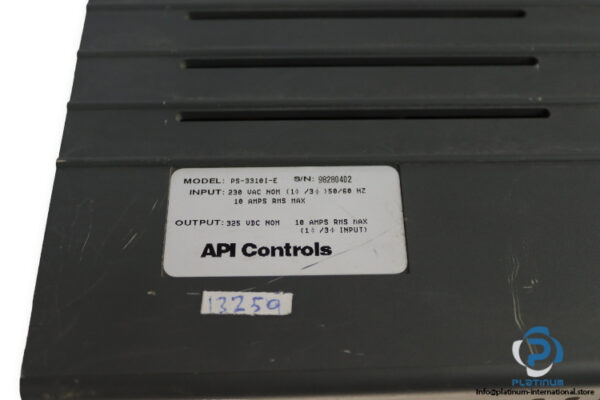 MODEL: PS-3310I-E S/N: 98280402
INPUT: 230 VAC NOM (1ϕ /3ϕ )50/60 HZ
10 AMPS RMS MAX
OUTPUT: 325 VDC NOM 10 AMPS RMS MAX
(1ϕ /3ϕ INPUT)
API Controls
13259
PLATINUM
info@platinum-international.store